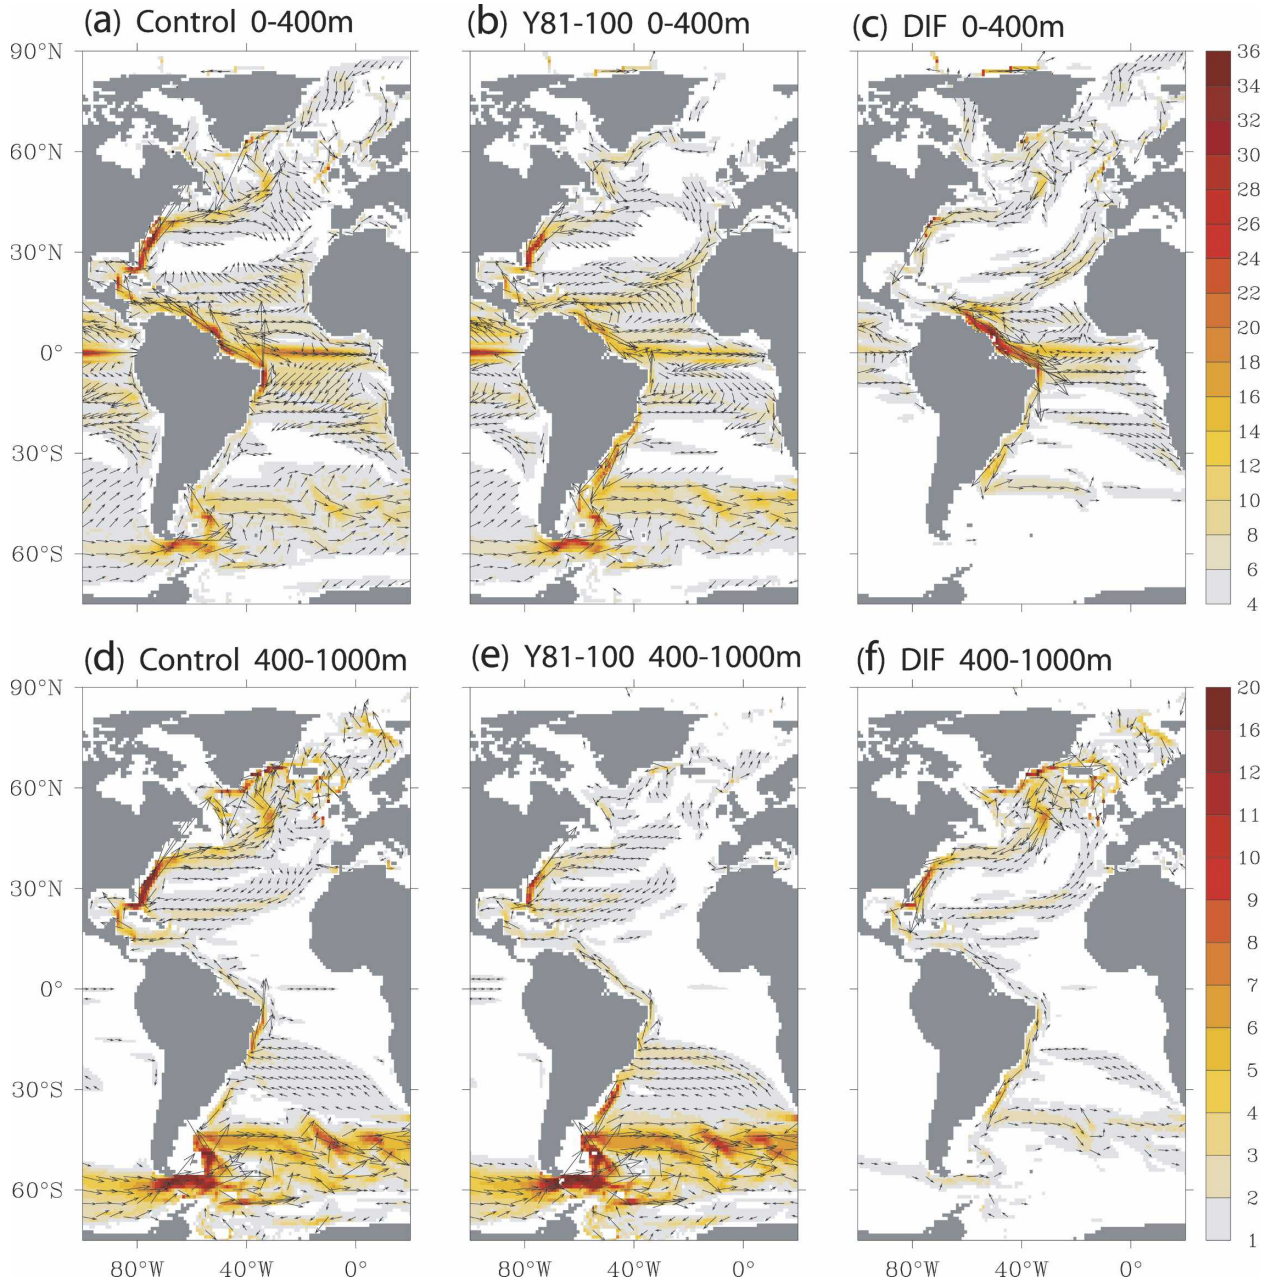 (a) Control 0-400m
(b) Y81-100 0-400m
(c) DIF 0-400m
90°N
60°N
30°N
0°
30°S
60°S
36
34
32
30
28
26
24
22
20
18
16
14
12
10
8
6
4
(d) Control 400-1000m
(e) Y81-100 400-1000m
(f) DIF 400-1000m
90°N
60°N
30°N
0°
30°S
60°S
20
16
12
11
10
9
8
7
6
5
4
3
2
1
80°W 40°W 0° 80°W 40°W 0° 80°W 40°W 0°